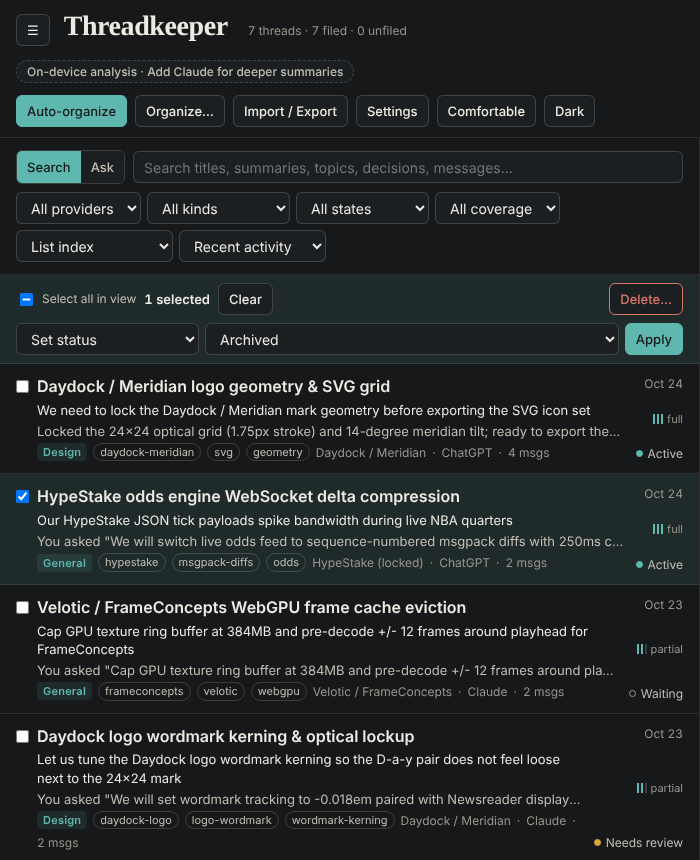 ☰ Threadkeeper 7 threads · 7 filed · 0 unfiled
On-device analysis · Add Claude for deeper summaries
Auto-organize Organize... Import / Export Settings Comfortable Dark
Search Ask Search titles, summaries, topics, decisions, messages...
All providers All kinds All states All coverage
List index Recent activity
Select all in view 1 selected Clear Delete...
Set status Archived Apply
Daydock / Meridian logo geometry & SVG grid Oct 24
We need to lock the Daydock / Meridian mark geometry before exporting the SVG icon set
full
Locked the 24×24 optical grid (1.75px stroke) and 14-degree meridian tilt; ready to export the...
Design daydock-meridian svg geometry Daydock / Meridian · ChatGPT · 4 msgs Active
HypeStake odds engine WebSocket delta compression Oct 24
Our HypeStake JSON tick payloads spike bandwidth during live NBA quarters
full
You asked "We will switch live odds feed to sequence-numbered msgpack diffs with 250ms c...
General hypestake msgpack-diffs odds HypeStake (locked) · ChatGPT · 2 msgs Active
Velotic / FrameConcepts WebGPU frame cache eviction Oct 23
Cap GPU texture ring buffer at 384MB and pre-decode +/- 12 frames around playhead for
FrameConcepts partial
You asked "Cap GPU texture ring buffer at 384MB and pre-decode +/- 12 frames around pla...
General frameconcepts velotic webgpu Velotic / FrameConcepts · Claude · 2 msgs Waiting
Daydock logo wordmark kerning & optical lockup Oct 23
Let us tune the Daydock logo wordmark kerning so the D-a-y pair does not feel loose
next to the 24×24 mark
partial
You asked "We will set wordmark tracking to -0.018em paired with Newsreader display...
Design daydock-logo logo-wordmark wordmark-kerning Daydock / Meridian · Claude ·
2 msgs Needs review